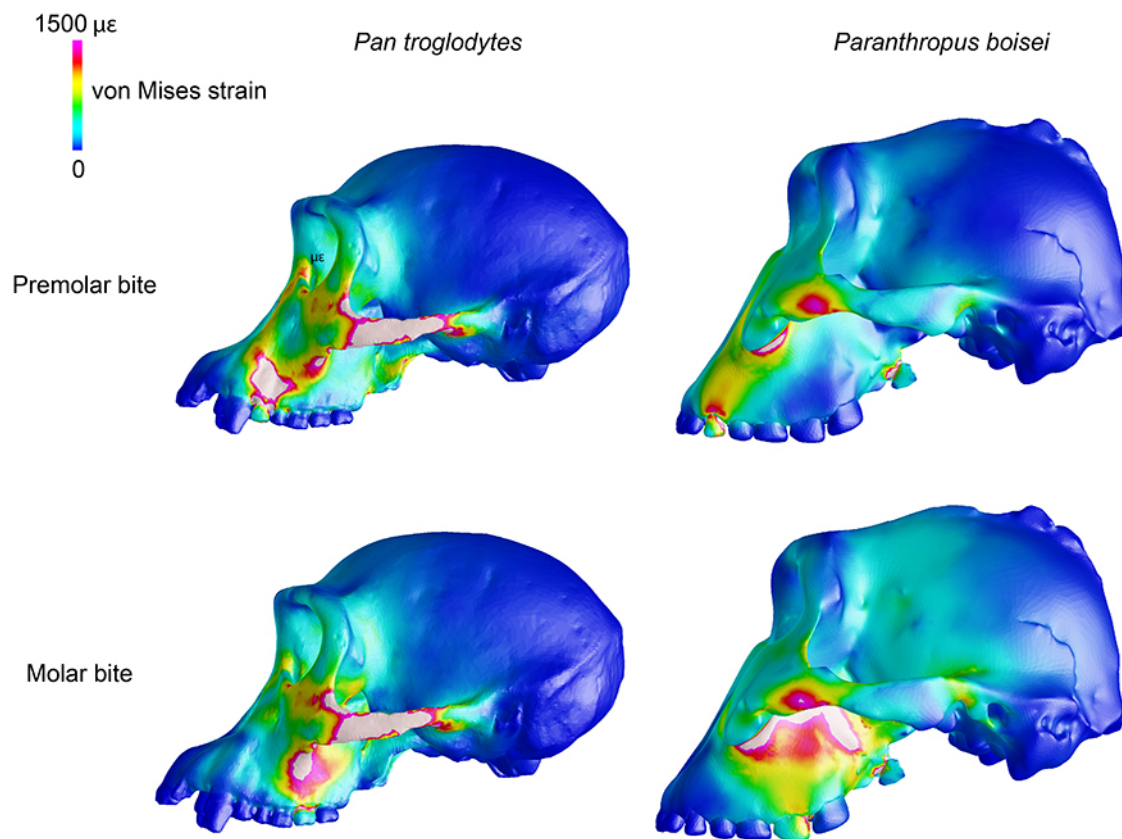 1500 με
Pan troglodytes
Paranthropus boisei
von Mises strain
0
με
Premolar bite
Molar bite